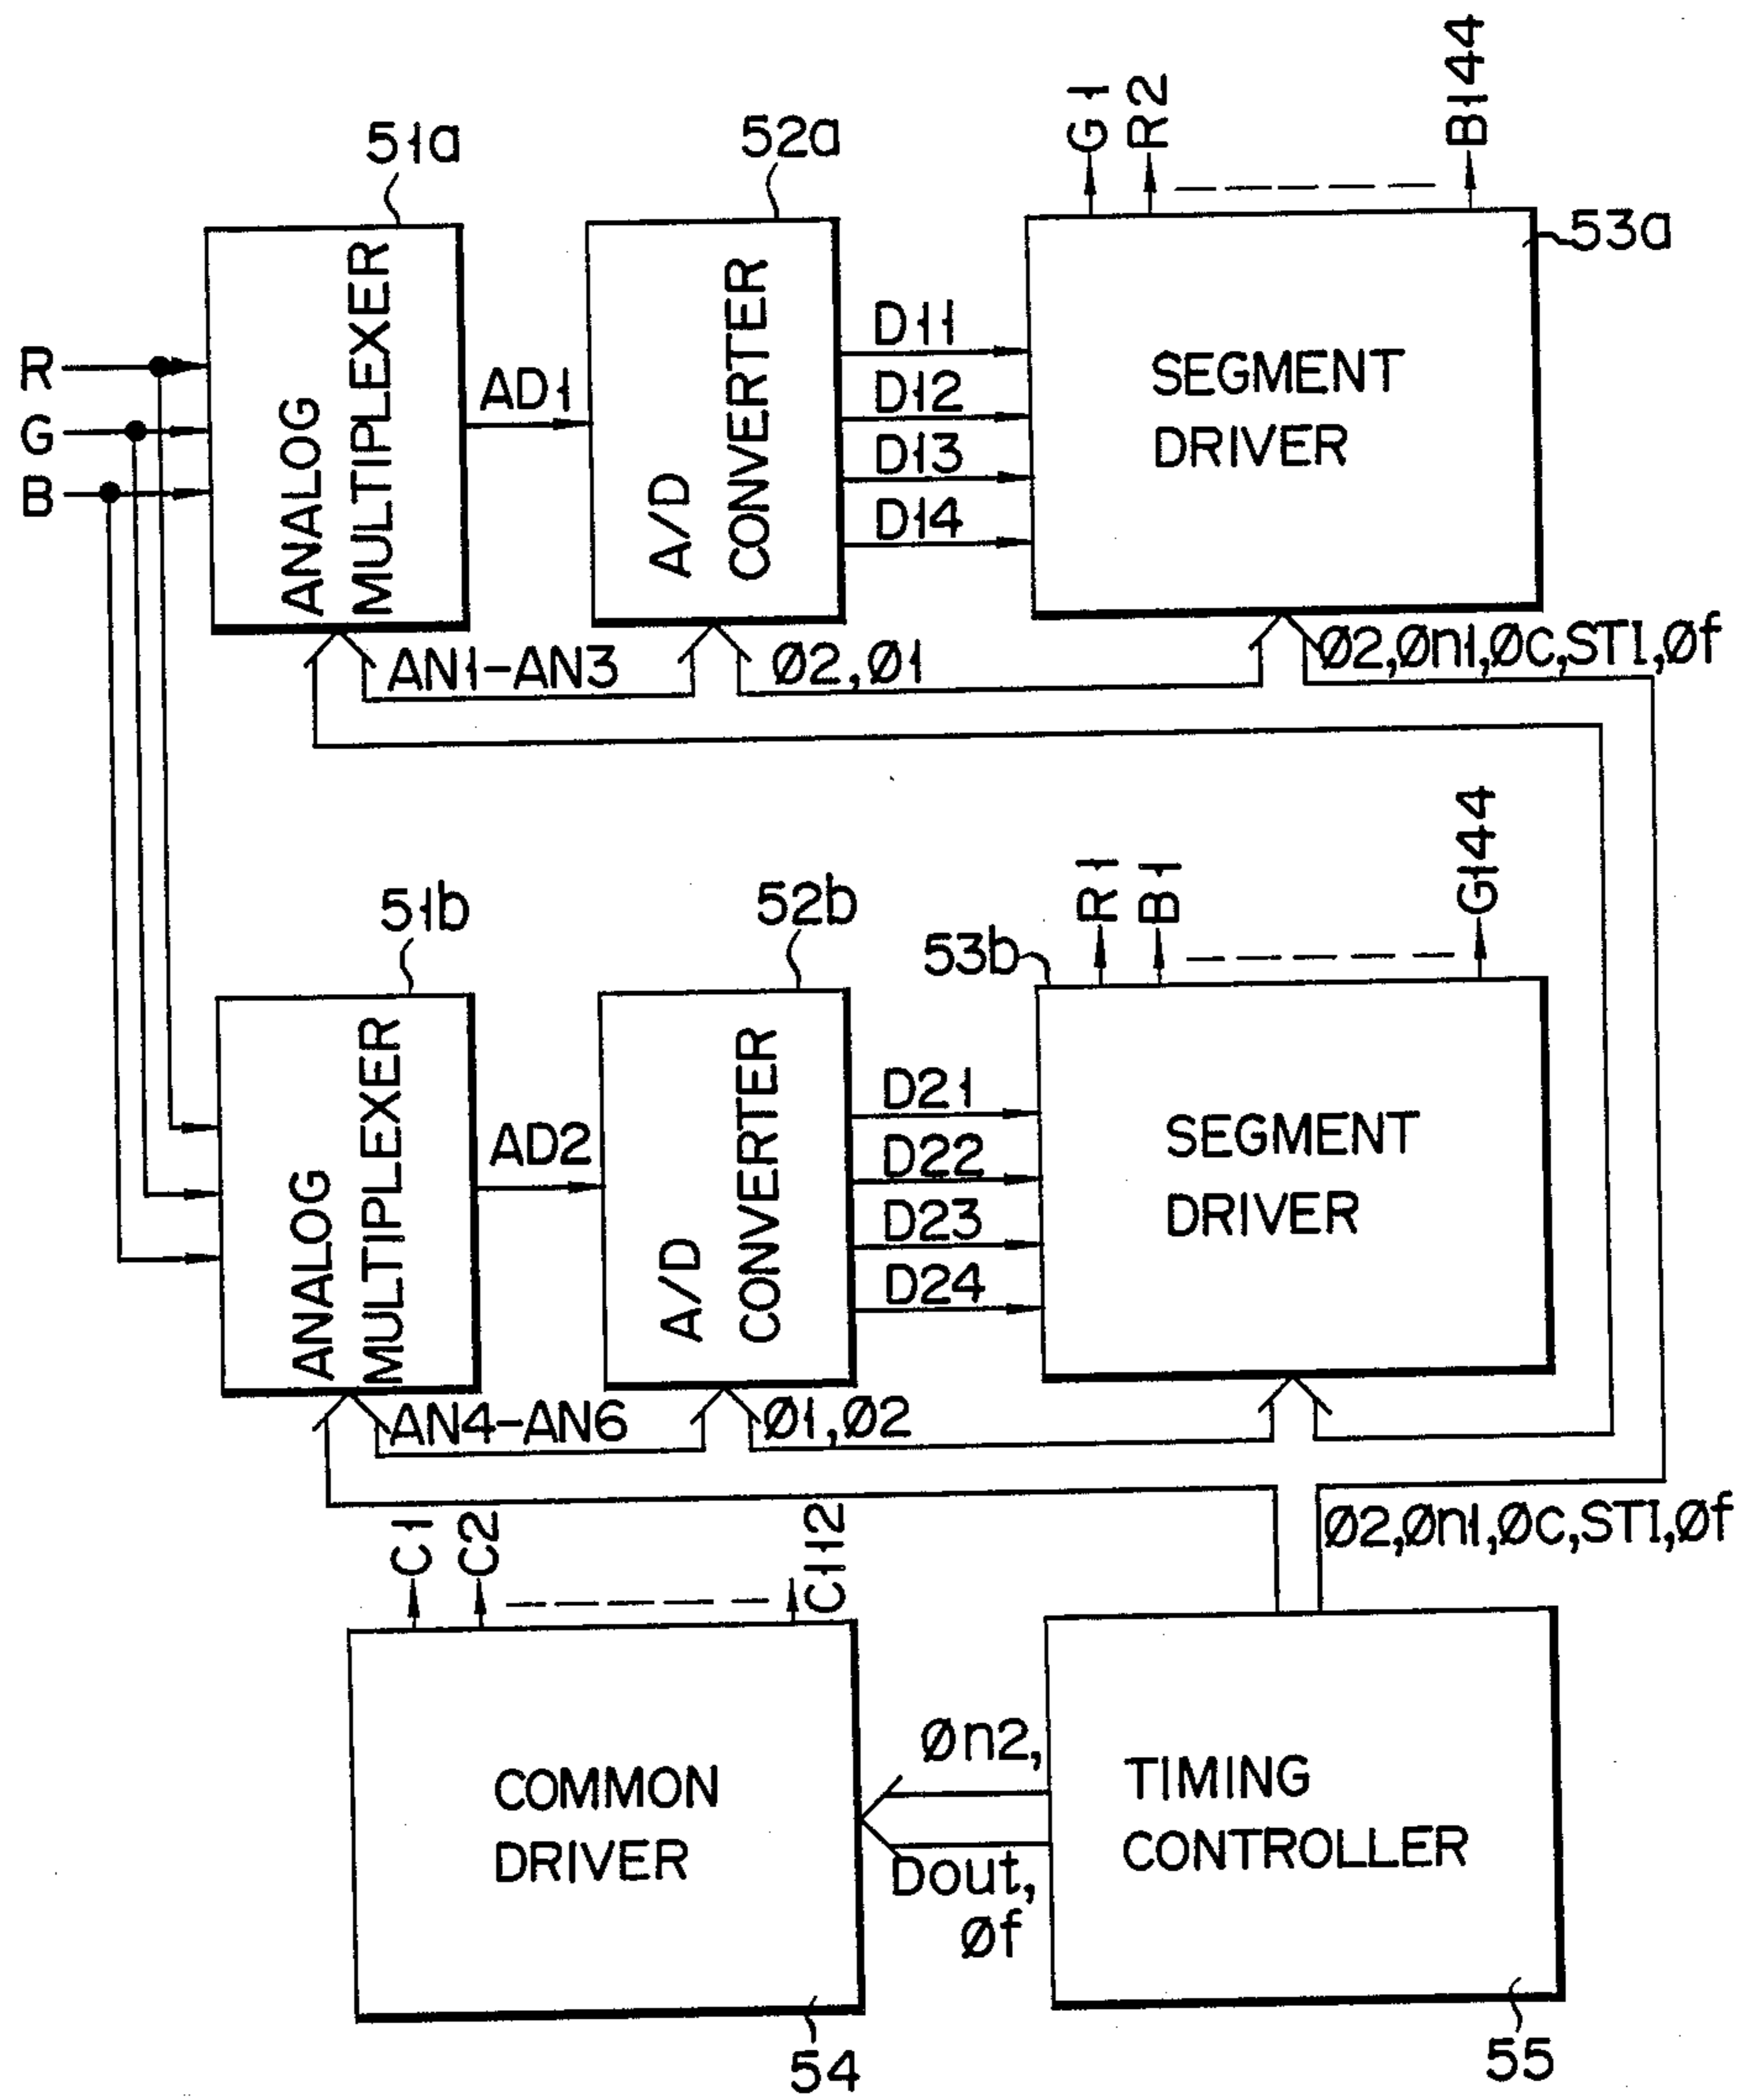 51a
52a
G1
R2
B144
53a
R
G
B
ANALOG
MULTIPLEXER
AD1
A/D
CONVERTER
D11
D12
D13
D14
SEGMENT
DRIVER
AN1-AN3
Ø2,Ø1
Ø2,Øn1,Øc,STI,Øf
51b
52b
53b
R1
B1
G144
ANALOG
MULTIPLEXER
AD2
A/D
CONVERTER
D21
D22
D23
D24
SEGMENT
DRIVER
AN4-AN6
Ø1,Ø2
Ø2,Øn1,Øc,STI,Øf
C1
C2
C112
COMMON
DRIVER
Øn2,
Dout,
Øf
TIMING
CONTROLLER
54
55